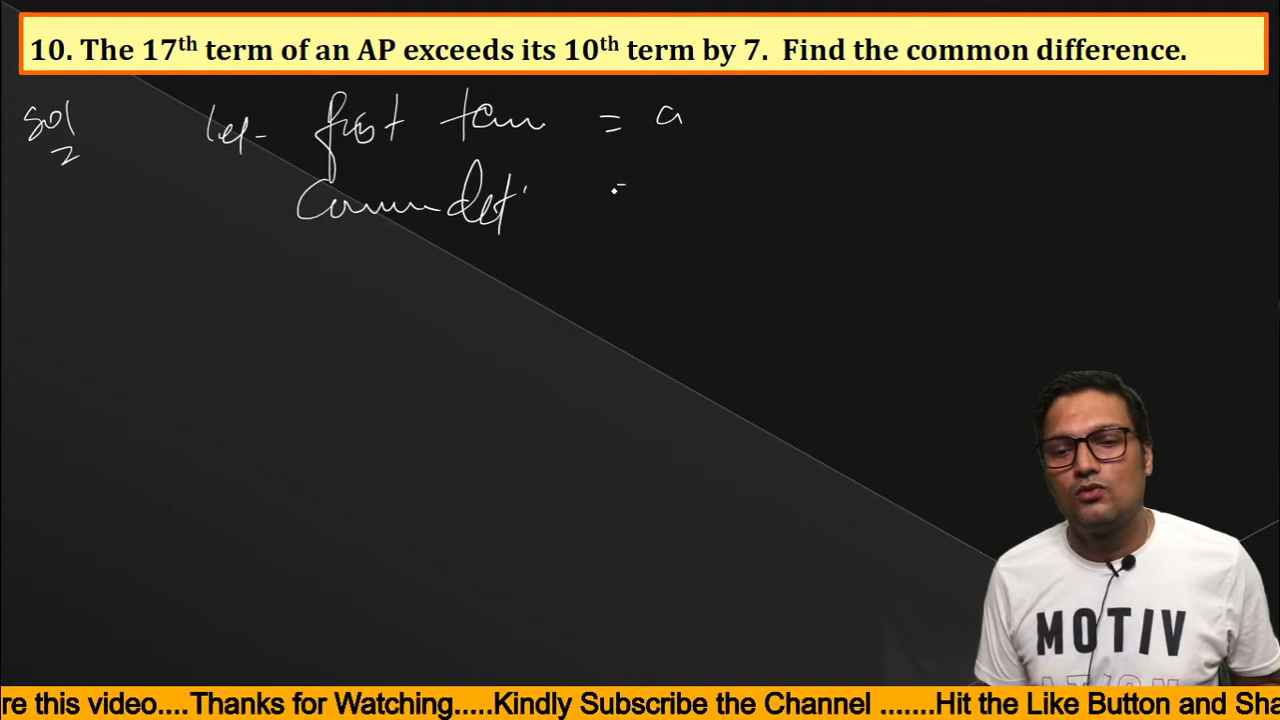 10. The 17th term of an AP exceeds its 10th term by 7. Find the common difference.
Sol
let first term = a
Common =
MOTIV
re this video....Thanks for Watching.....Kindly Subscribe the Channel .......Hit the Like Button and Sha